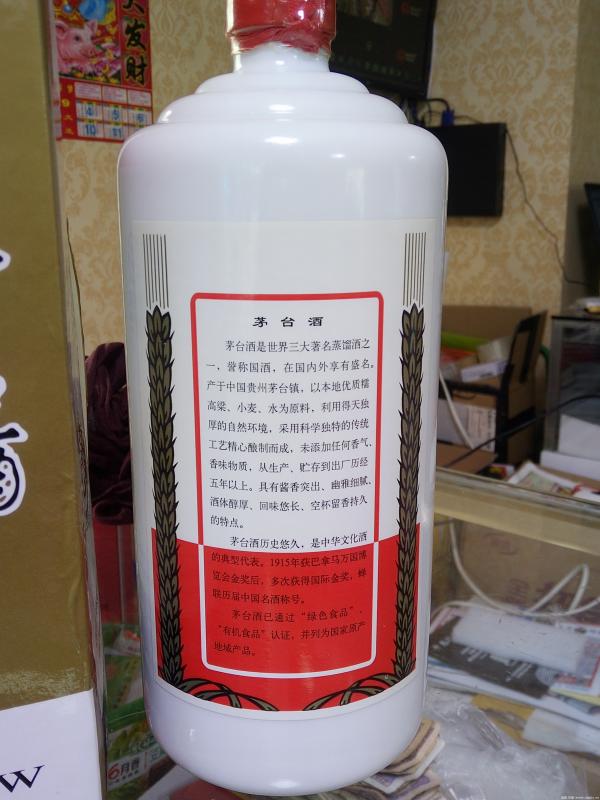 大发财
茅台酒
茅台酒是世界三大著名蒸馏酒之
一，誉称国酒，在国内外享有盛名。
产于中国贵州茅台镇，以本地优质糯
高粱、小麦、水为原料，利用得天独
厚的自然环境，采用科学独特的传统
工艺精心酿制而成，未添加任何香气、
香味物质，从生产、贮存到出厂历经
五年以上。具有酱香突出、幽雅细腻、
酒体醇厚、回味悠长、空杯留香持久
的特点。
茅台酒历史悠久，是中华文化酒
的典型代表。1915年获巴拿马万国博
览会金奖后，多次获得国际金奖，蝉
联历届中国名酒称号。
茅台酒已通过“绿色食品”、
“有机食品”认证，并列为国家原产
地域产品。
酒
W
6月香